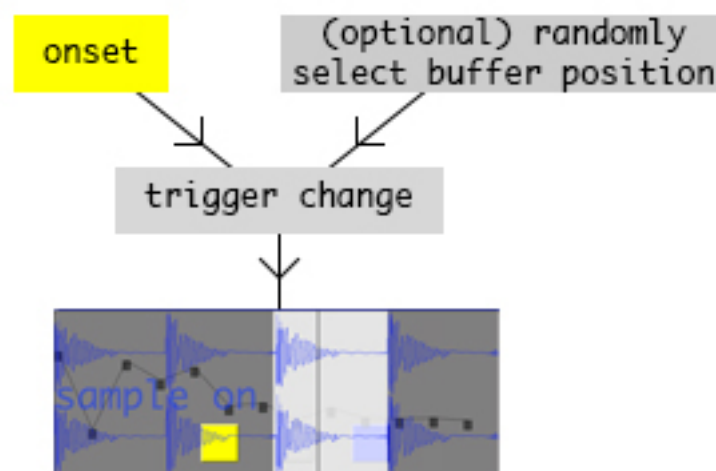 onset
(optional) randomly
select buffer position
trigger change
sample on